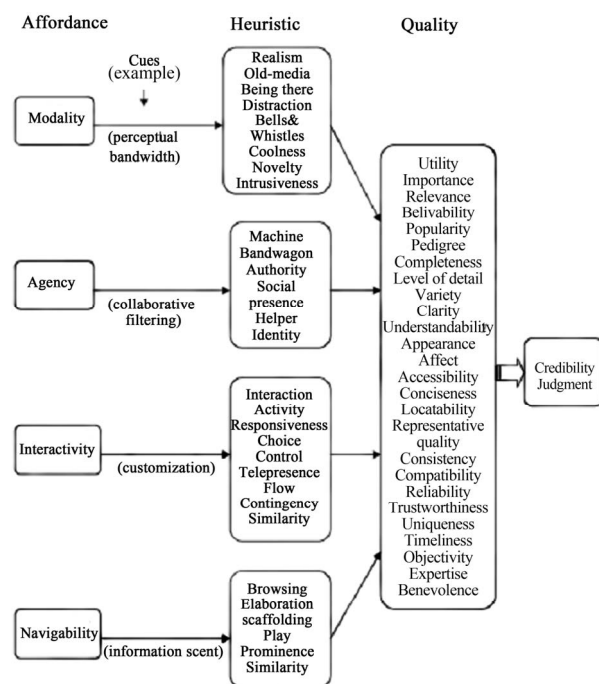 Affordance
Heuristic
Quality
Cues
(example)
Modality
(perceptual
bandwidth)
Realism
Old-media
Being there
Distraction
Bells&
Whistles
Coolness
Novelty
Intrusiveness
Agency
(collaborative
filtering)
Machine
Bandwagon
Authority
Social
presence
Helper
Identity
Interactivity
(customization)
Interaction
Activity
Responsiveness
Choice
Control
Telepresence
Flow
Contingency
Similarity
Navigability
(information scent)
Browsing
Elaboration
scaffolding
Play
Prominence
Similarity
Utility
Importance
Relevance
Belivability
Popularity
Pedigree
Completeness
Level of detail
Variety
Clarity
Understandability
Appearance
Affect
Accessibility
Conciseness
Locatability
Representative
quality
Consistency
Compatibility
Reliability
Trustworthiness
Uniqueness
Timeliness
Objectivity
Expertise
Benevolence
Credibility
Judgment